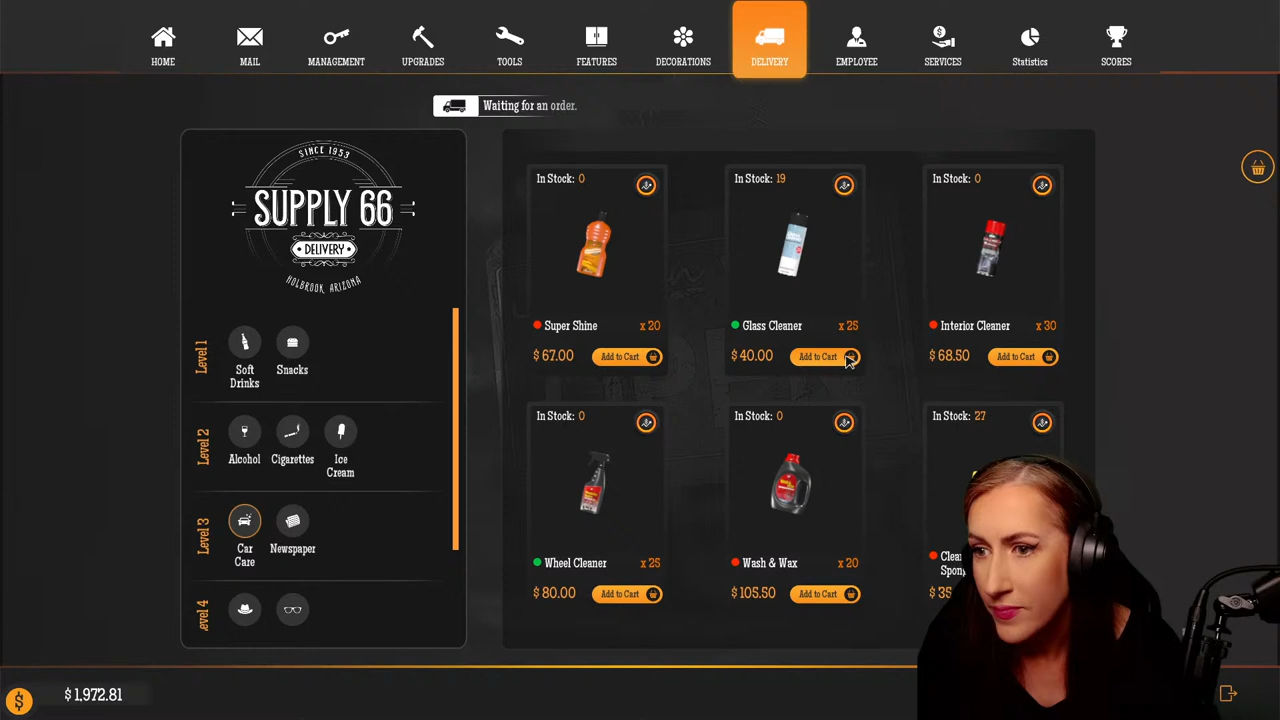 HOME
MAIL
MANAGEMENT
UPGRADES
TOOLS
FEATURES
DECORATIONS
DELIVERY
EMPLOYEE
SERVICES
Statistics
SCORES
Waiting for an order.
SINCE 1953
SUPPLY 66
DELIVERY
HOLBROOK, ARIZONA
Level 1
Soft
Drinks
Snacks
Level 2
Alcohol
Cigarettes
Ice
Cream
Level 3
Car
Care
Newspaper
evel 4
In Stock: 0
Super Shine x 20
$ 67.00 Add to Cart
In Stock: 19
Glass Cleaner x 25
$ 40.00 Add to Cart
In Stock: 0
Interior Cleaner x 30
$ 68.50 Add to Cart
In Stock: 0
Wheel Cleaner x 25
$ 80.00 Add to Cart
In Stock: 0
Wash & Wax x 20
$ 105.50 Add to Cart
In Stock: 27
$ 1,972.81